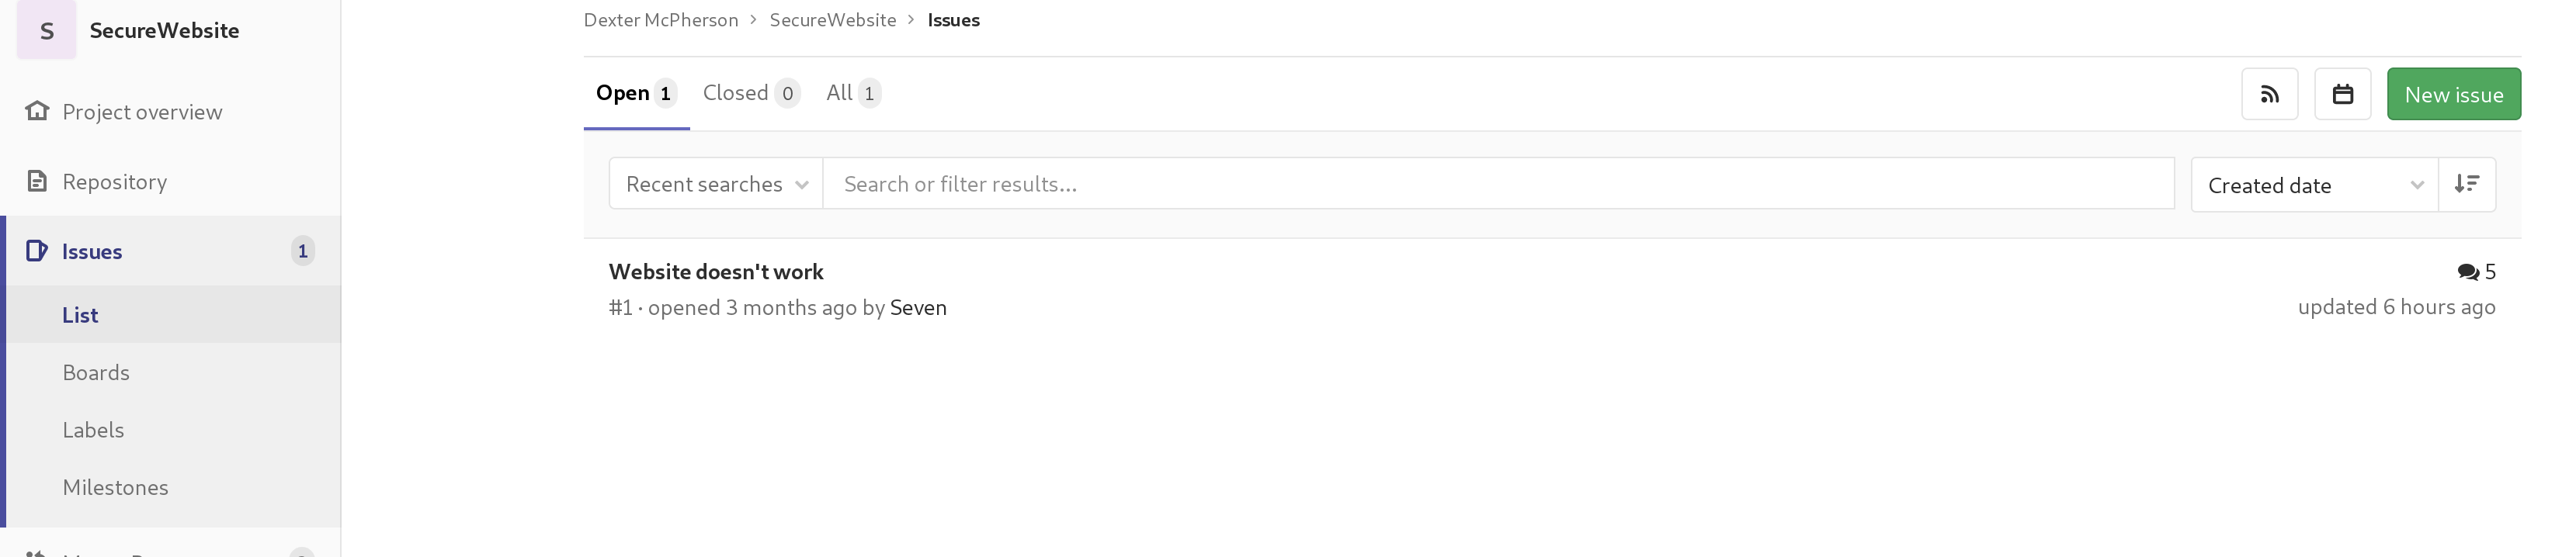 S SecureWebsite
Project overview
Repository
Issues 1
List
Boards
Labels
Milestones
Dexter McPherson > SecureWebsite > Issues
Open 1 Closed 0 All 1
New issue
Recent searches Search or filter results... Created date
Website doesn't work 5
#1 · opened 3 months ago by Seven updated 6 hours ago